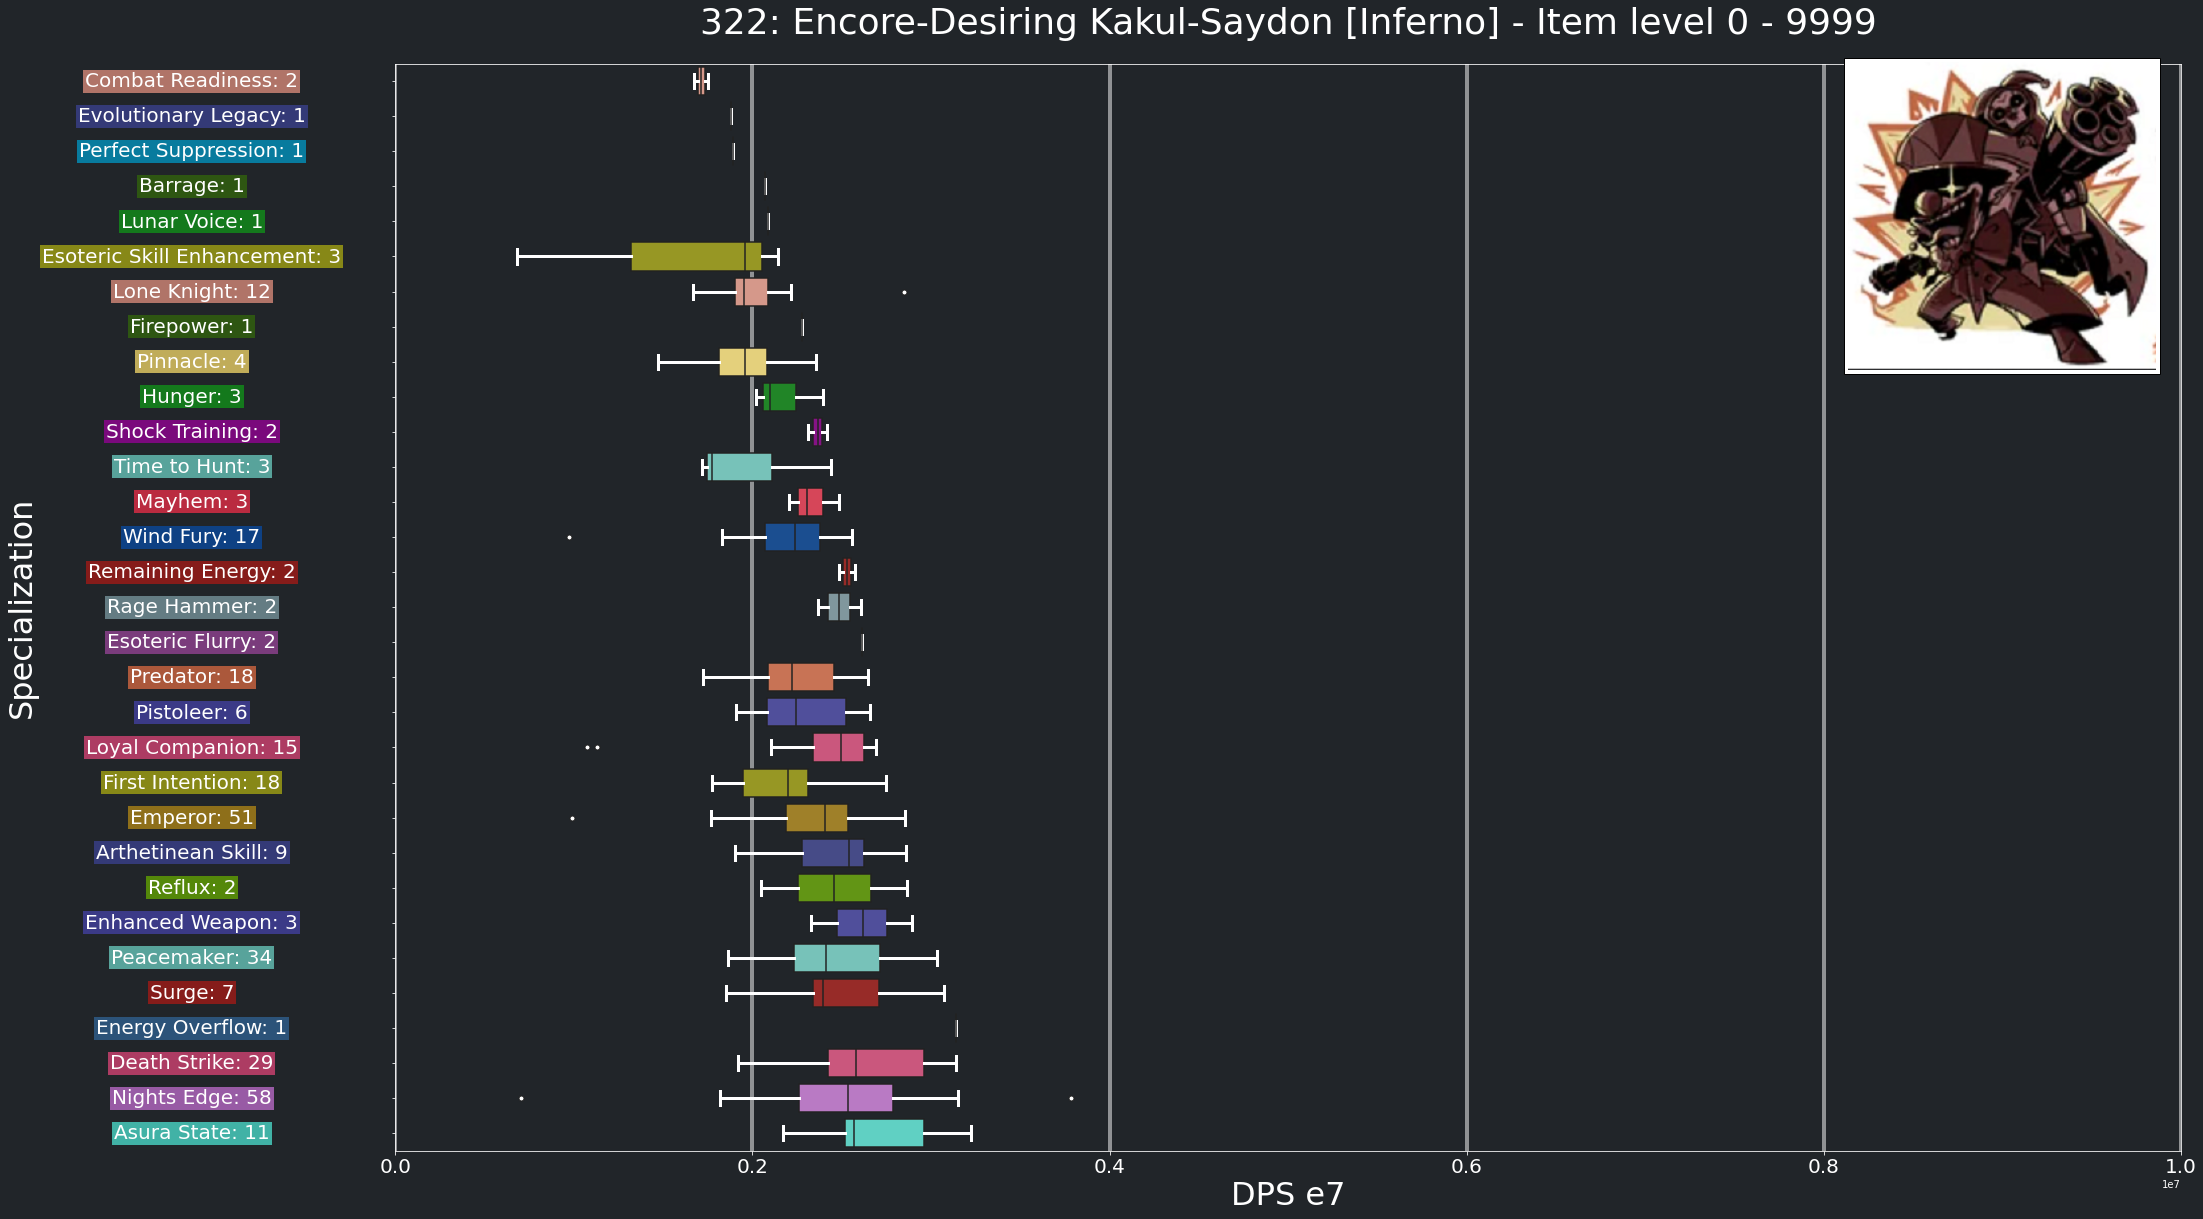 322: Encore-Desiring Kakul-Saydon [Inferno] - Item level 0 - 9999
Specialization
Combat Readiness: 2
Evolutionary Legacy: 1
Perfect Suppression: 1
Barrage: 1
Lunar Voice: 1
Esoteric Skill Enhancement: 3
Lone Knight: 12
Firepower: 1
Pinnacle: 4
Hunger: 3
Shock Training: 2
Time to Hunt: 3
Mayhem: 3
Wind Fury: 17
Remaining Energy: 2
Rage Hammer: 2
Esoteric Flurry: 2
Predator: 18
Pistoleer: 6
Loyal Companion: 15
First Intention: 18
Emperor: 51
Arthetinean Skill: 9
Reflux: 2
Enhanced Weapon: 3
Peacemaker: 34
Surge: 7
Energy Overflow: 1
Death Strike: 29
Nights Edge: 58
Asura State: 11
0.0 0.2 0.4 0.6 0.8 1.0
1e7
DPS e7